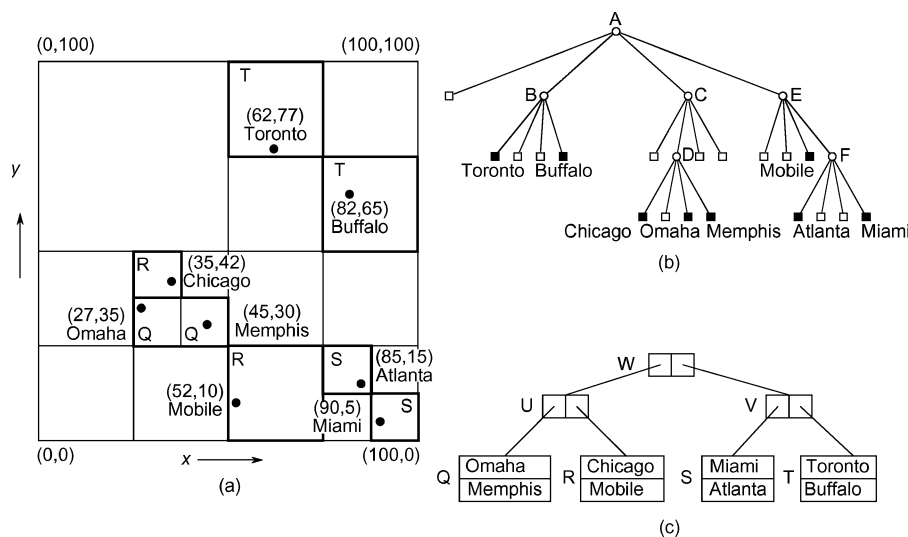 (0,100)
(100,100)
T
(62,77)
Toronto
y
T
(82,65)
Buffalo
R
(35,42)
Chicago
(27,35)
Omaha
Q
Q
(45,30)
Memphis
R
S
(85,15)
Atlanta
(52,10)
Mobile
(90,5)
Miami
S
(0,0)
x
(100,0)
(a)
A
B
C
E
D
F
Toronto Buffalo
Mobile
Chicago Omaha Memphis Atlanta Miami
(b)
W
U
V
Q
Omaha
Memphis
R
Chicago
Mobile
S
Miami
Atlanta
T
Toronto
Buffalo
(c)